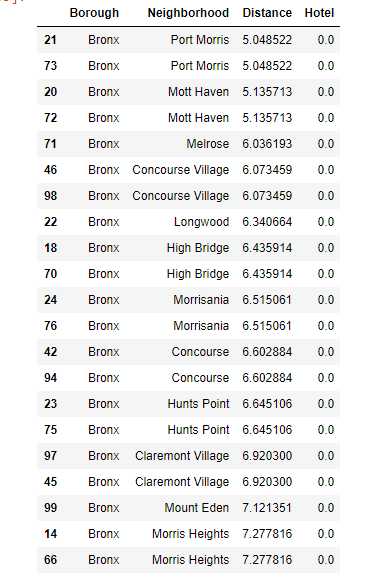 Borough Neighborhood Distance Hotel
21 Bronx Port Morris 5.048522 0.0
73 Bronx Port Morris 5.048522 0.0
20 Bronx Mott Haven 5.135713 0.0
72 Bronx Mott Haven 5.135713 0.0
71 Bronx Melrose 6.036193 0.0
46 Bronx Concourse Village 6.073459 0.0
98 Bronx Concourse Village 6.073459 0.0
22 Bronx Longwood 6.340664 0.0
18 Bronx High Bridge 6.435914 0.0
70 Bronx High Bridge 6.435914 0.0
24 Bronx Morrisania 6.515061 0.0
76 Bronx Morrisania 6.515061 0.0
42 Bronx Concourse 6.602884 0.0
94 Bronx Concourse 6.602884 0.0
23 Bronx Hunts Point 6.645106 0.0
75 Bronx Hunts Point 6.645106 0.0
97 Bronx Claremont Village 6.920300 0.0
45 Bronx Claremont Village 6.920300 0.0
99 Bronx Mount Eden 7.121351 0.0
14 Bronx Morris Heights 7.277816 0.0
66 Bronx Morris Heights 7.277816 0.0